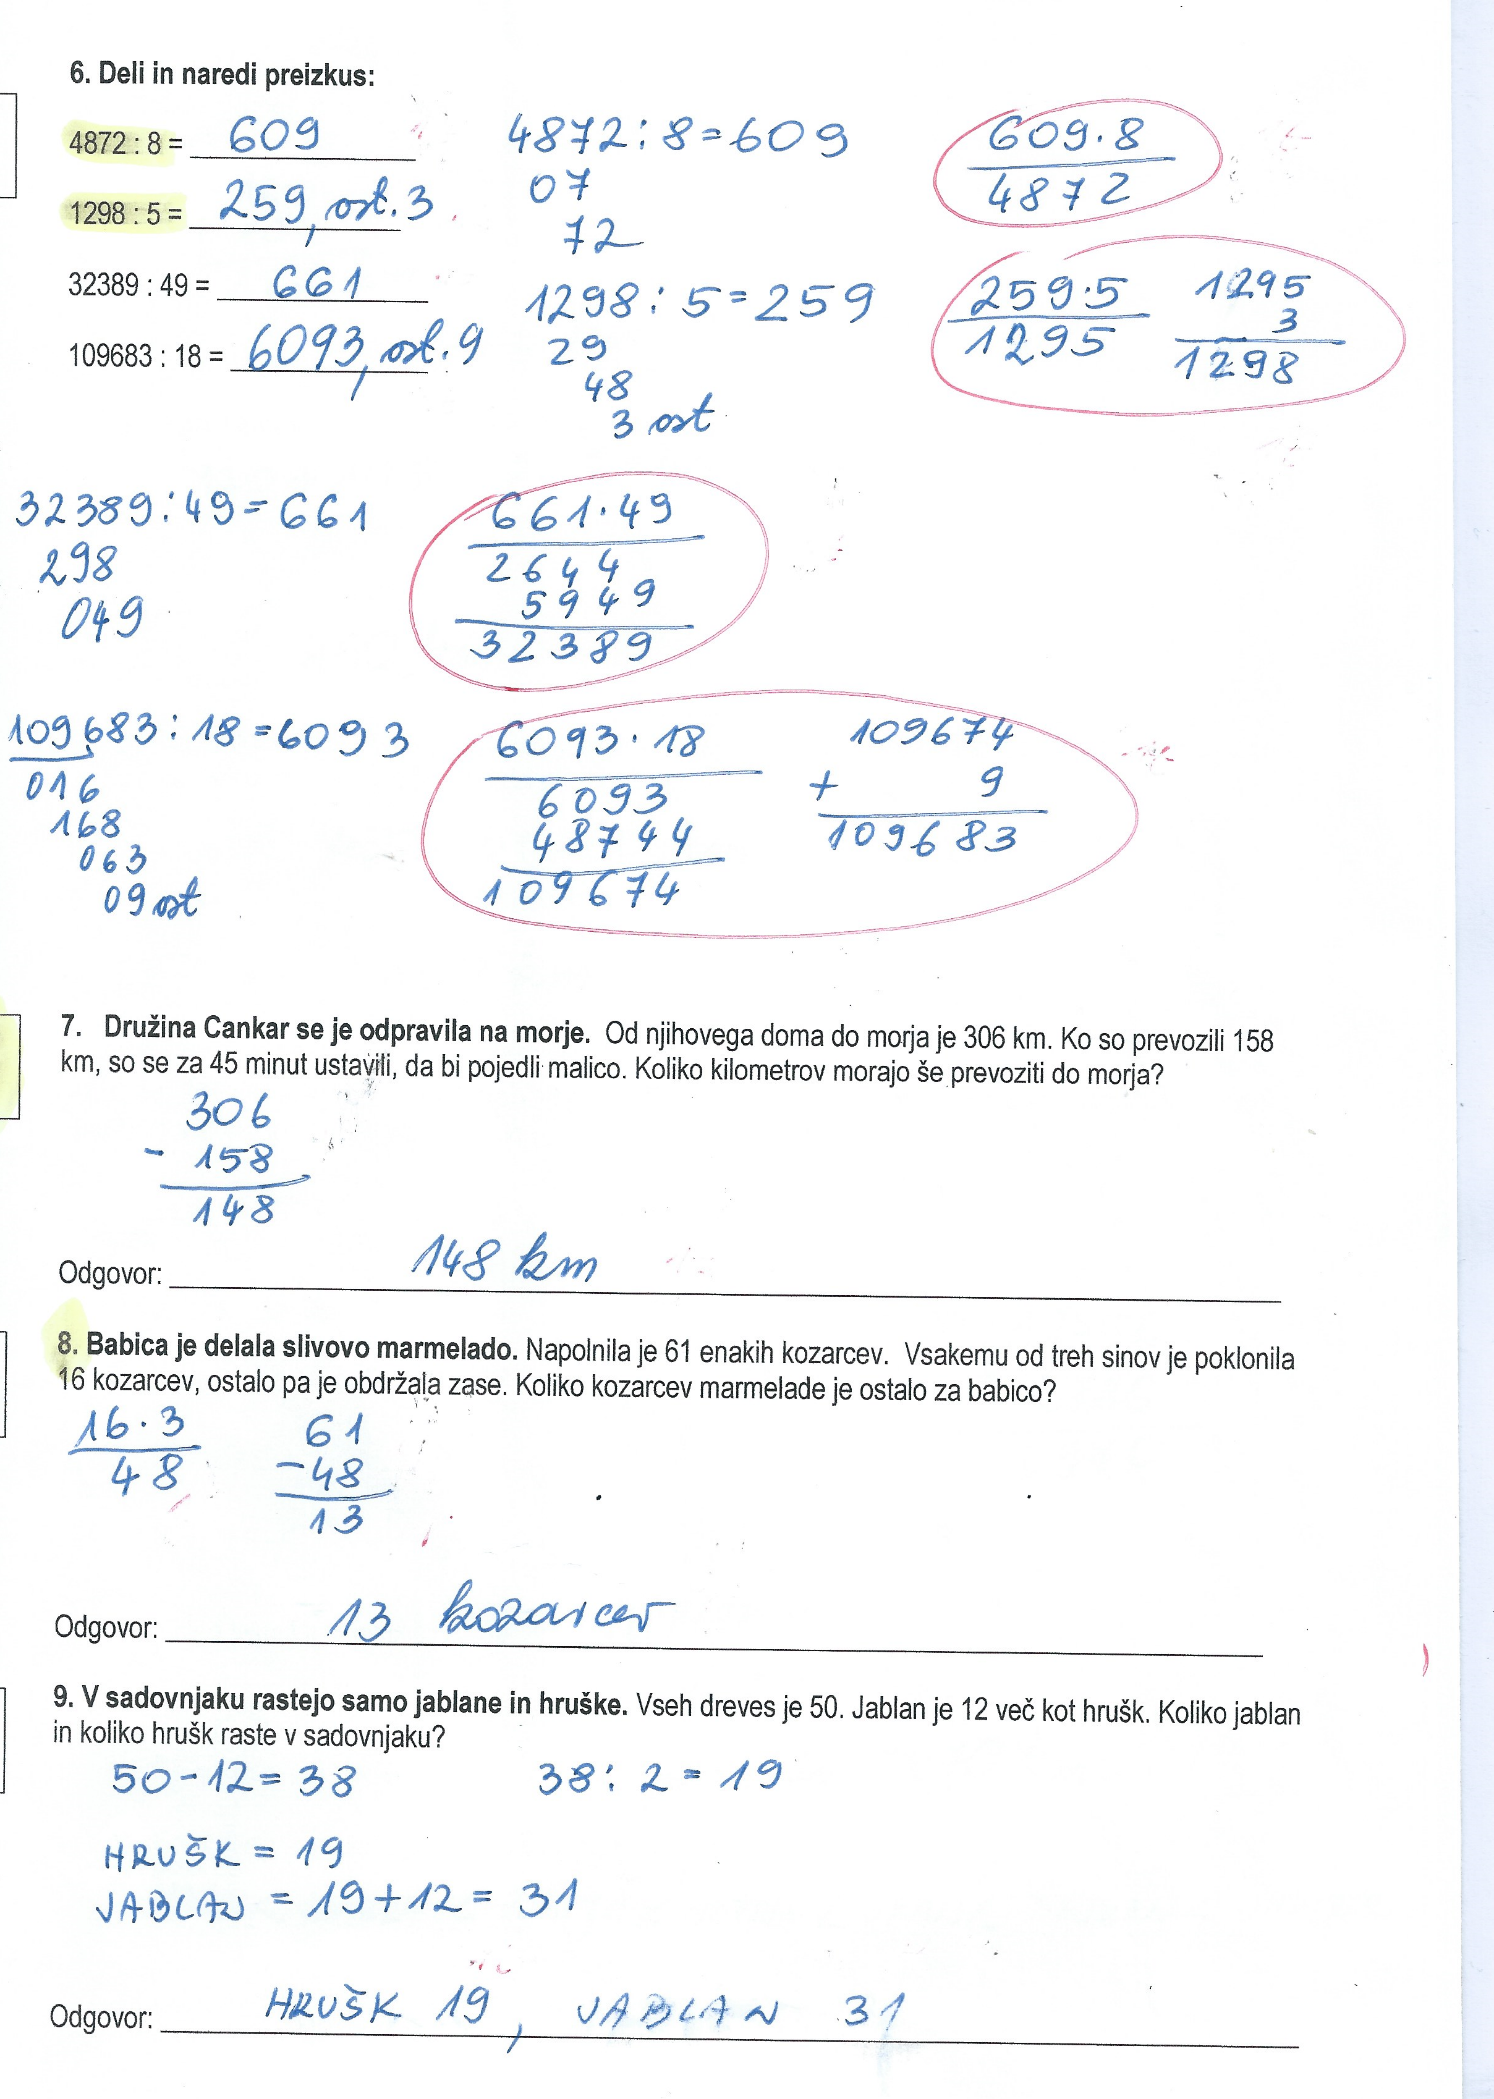 6. Deli in naredi preizkus:
4872 : 8 = 609
1298 : 5 = 259, ost. 3
32389 : 49 = 661
109683 : 18 = 6093, ost. 9
4872 : 8 = 609
07
72
609 · 8
4872
1298 : 5 = 259
29
48
3 ost
259 · 5
1295
1295
3
1298
32389 : 49 = 661
298
049
661 · 49
2644
5949
32389
109683 : 18 = 6093
016
168
063
09 ost
6093 · 18
6093
48744
109674
109674
+ 9
109683
7. Družina Cankar se je odpravila na morje. Od njihovega doma do morja je 306 km. Ko so prevozili 158
km, so se za 45 minut ustavili, da bi pojedli malico. Koliko kilometrov morajo še prevoziti do morja?
306
- 158
148
Odgovor: 148 km
8. Babica je delala slivovo marmelado. Napolnila je 61 enakih kozarcev. Vsakemu od treh sinov je poklonila
16 kozarcev, ostalo pa je obdržala zase. Koliko kozarcev marmelade je ostalo za babico?
16 · 3
48
61
- 48
13
Odgovor: 13 kozarcev
9. V sadovnjaku rastejo samo jablane in hruške. Vseh dreves je 50. Jablan je 12 več kot hrušk. Koliko jablan
in koliko hrušk raste v sadovnjaku?
50 - 12 = 38 38 : 2 = 19
HRUŠK = 19
JABLAN = 19 + 12 = 31
Odgovor: HRUŠK 19, JABLAN 31